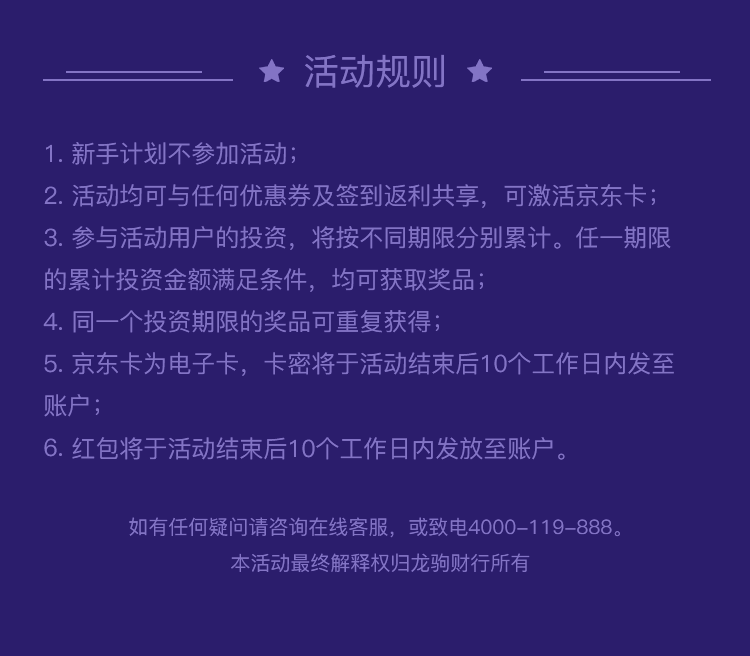 活动规则
1. 新手计划不参加活动；
2. 活动均可与任何优惠券及签到返利共享，可激活京东卡；
3. 参与活动用户的投资，将按不同期限分别累计。任一期限
的累计投资金额满足条件，均可获取奖品；
4. 同一个投资期限的奖品可重复获得；
5. 京东卡为电子卡，卡密将于活动结束后10个工作日内发至
账户；
6. 红包将于活动结束后10个工作日内发放至账户。
如有任何疑问请咨询在线客服，或致电4000-119-888。
本活动最终解释权归龙驹财行所有